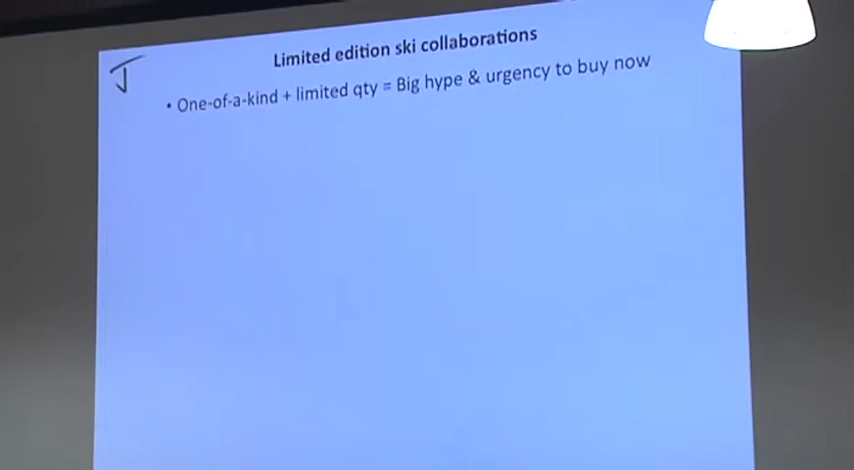 J
Limited edition ski collaborations
• One-of-a-kind + limited qty = Big hype & urgency to buy now